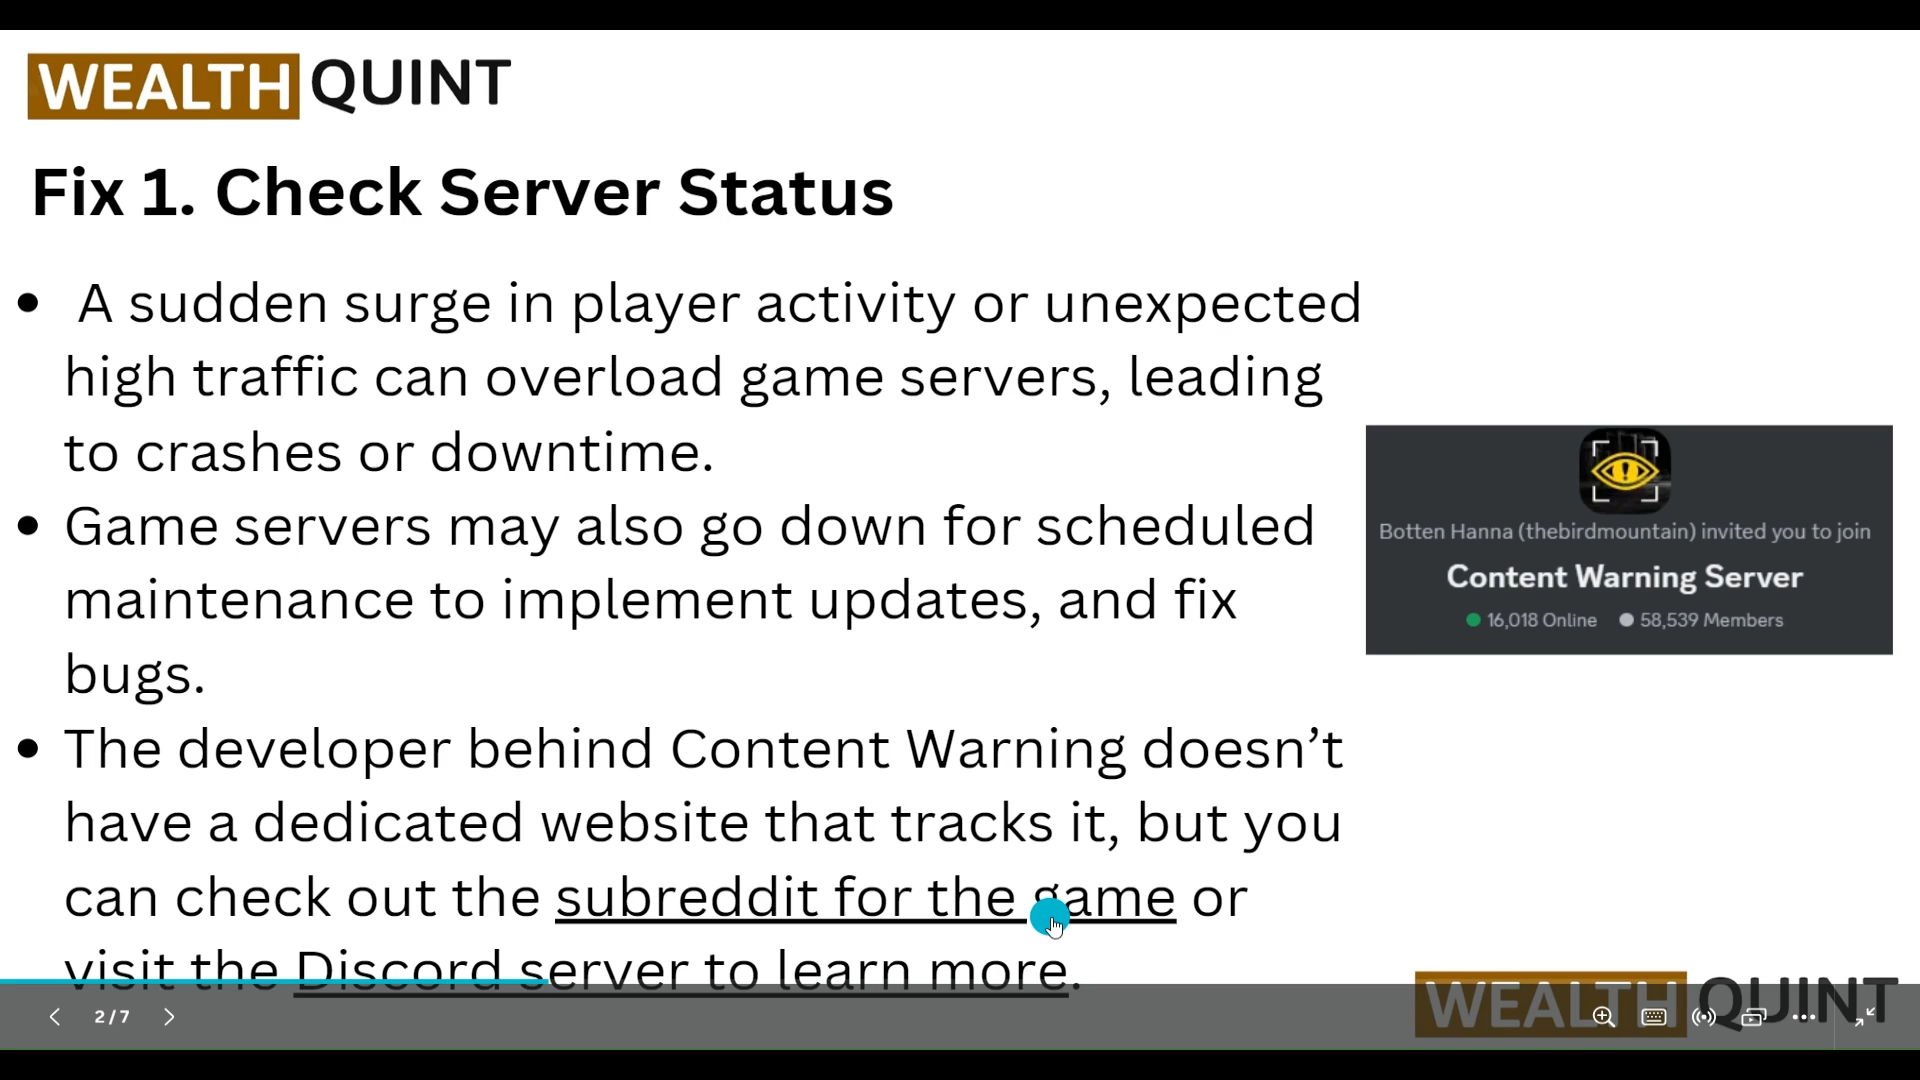 WEALTH QUINT
Fix 1. Check Server Status
• A sudden surge in player activity or unexpected
high traffic can overload game servers, leading
to crashes or downtime.
• Game servers may also go down for scheduled
maintenance to implement updates, and fix
bugs.
• The developer behind Content Warning doesn’t
have a dedicated website that tracks it, but you
can check out the subreddit for the game or
visit the Discord server to learn more.
Botten Hanna (thebirdmountain) invited you to join
Content Warning Server
16,018 Online 58,539 Members
WEALTH QUINT
2/7